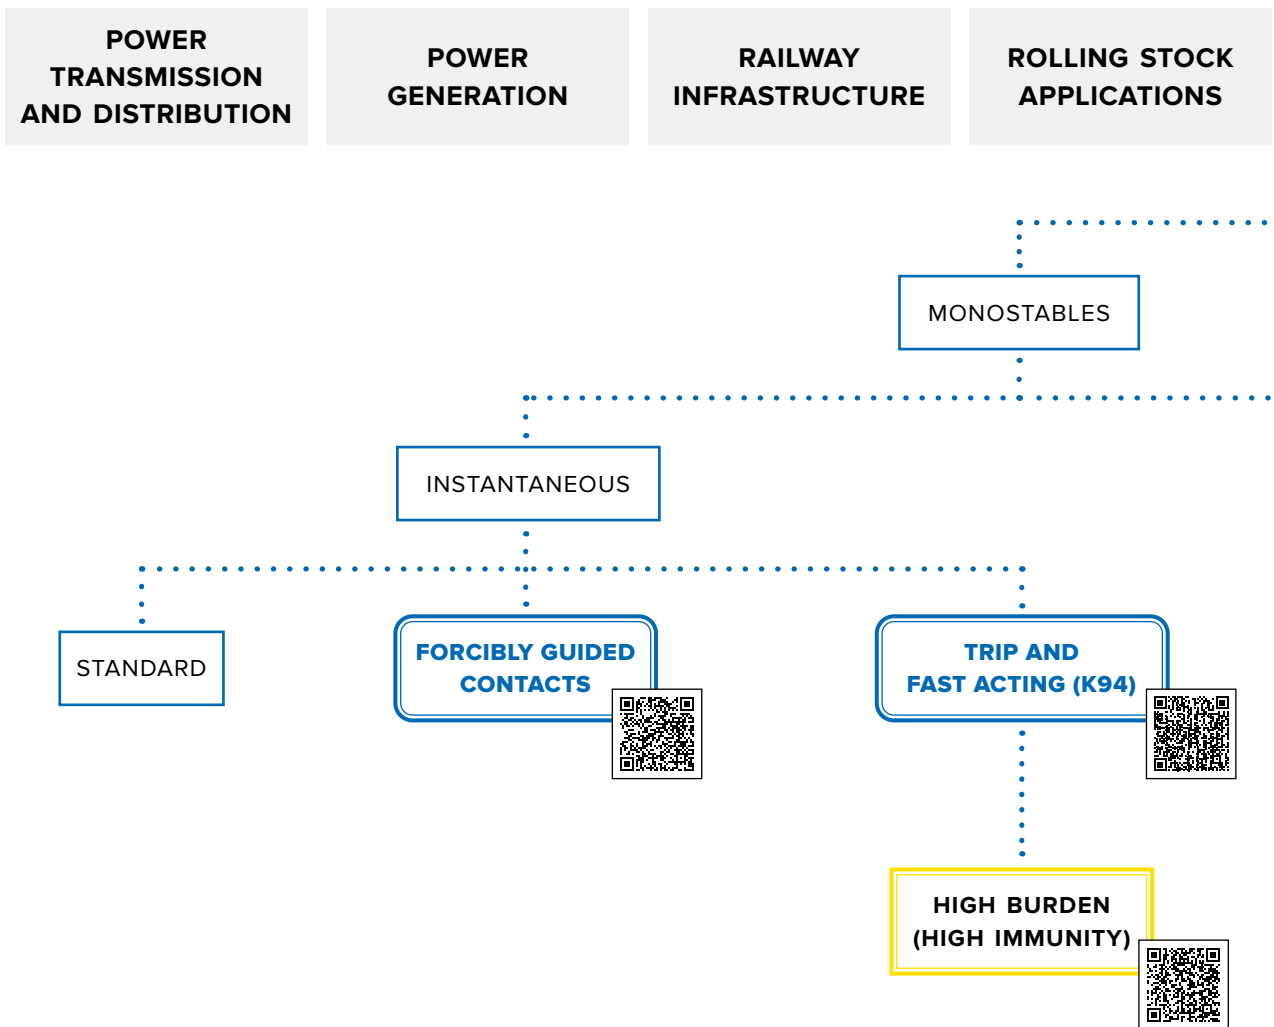 POWER
TRANSMISSION
AND DISTRIBUTION
POWER
GENERATION
RAILWAY
INFRASTRUCTURE
ROLLING STOCK
APPLICATIONS
MONOSTABLES
INSTANTANEOUS
STANDARD
FORCIBLY GUIDED
CONTACTS
TRIP AND
FAST ACTING (K94)
HIGH BURDEN
(HIGH IMMUNITY)